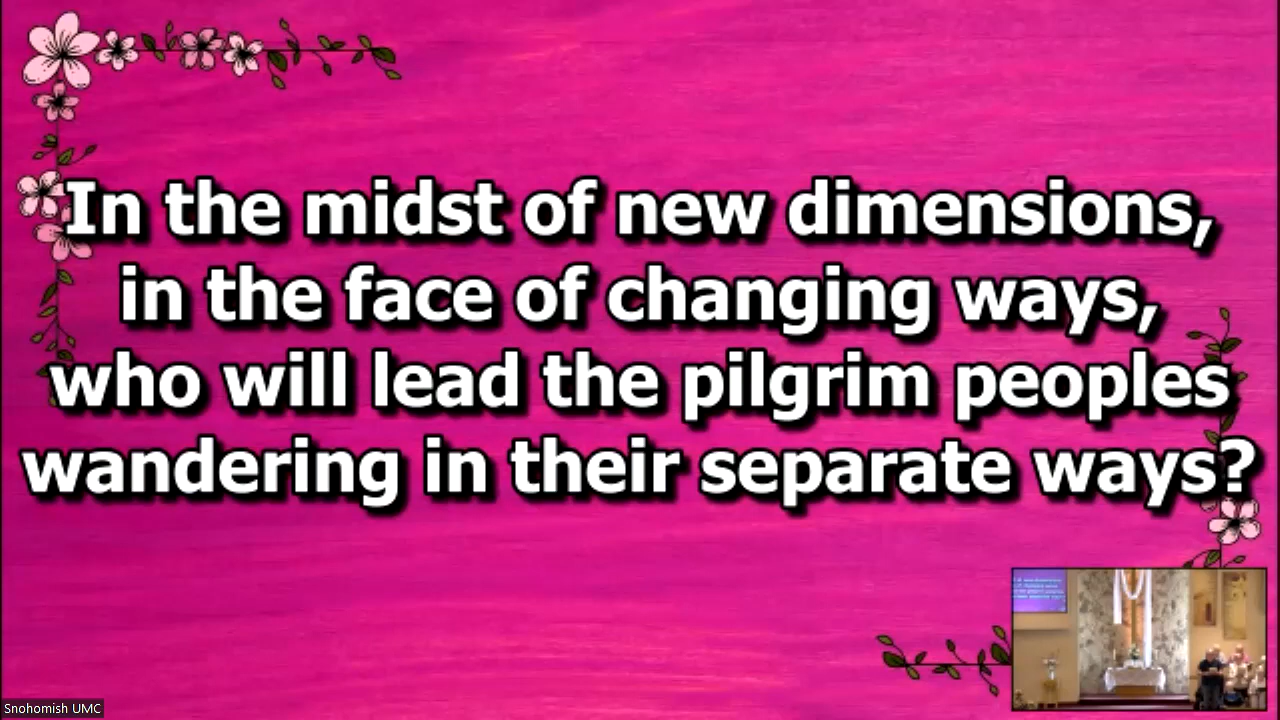 In the midst of new dimensions,
in the face of changing ways,
who will lead the pilgrim peoples
wandering in their separate ways?
Snohomish UMC